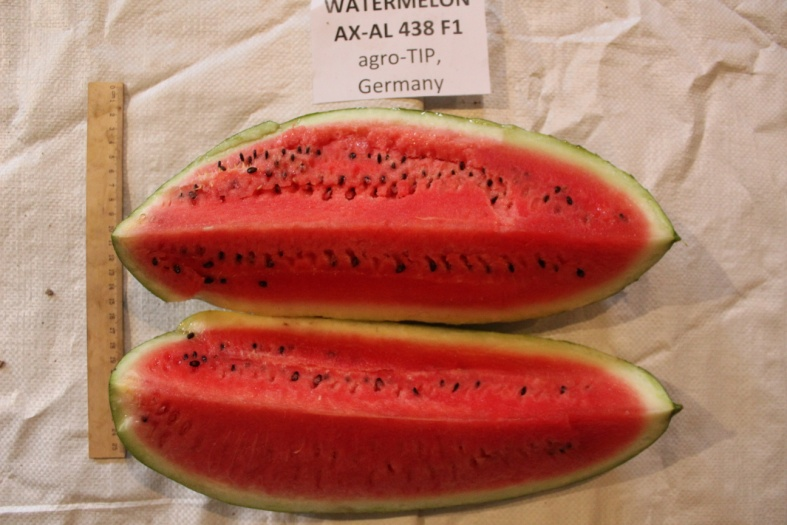 WATERMELON
AX-AL 438 F1
agro-TIP,
Germany